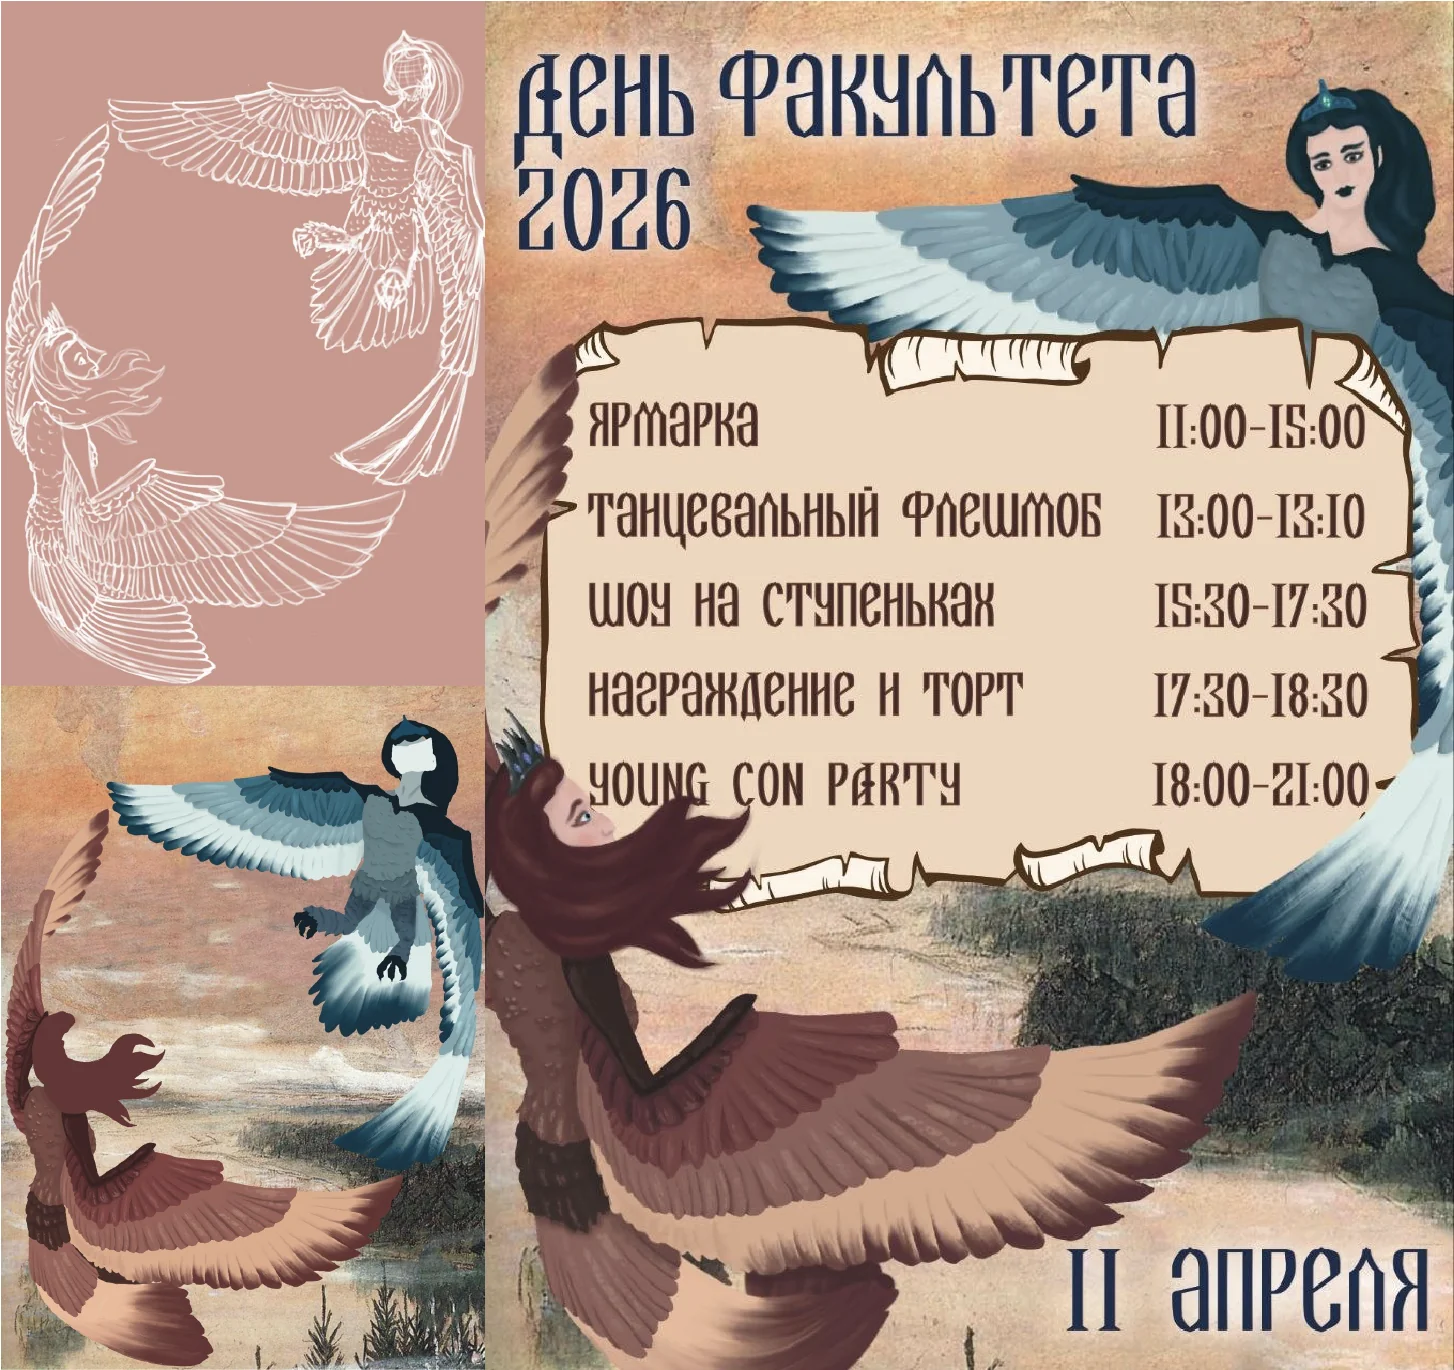 День Факультета
2026
Ярмарка 11:00-15:00
Танцевальный флешмоб 13:00-13:10
Шоу на ступеньках 15:30-17:30
Награждение и торт 17:30-18:30
Young Con Party 18:00-21:00
11 апреля